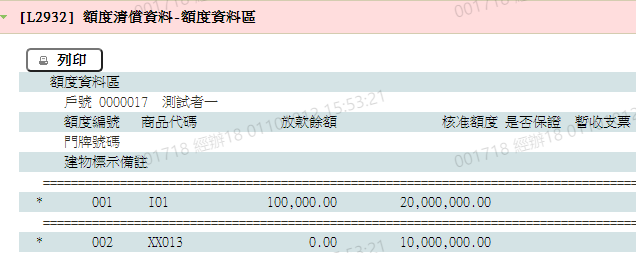 [L2932] 額度清償資料-額度資料區
列印
額度資料區
戶號 0000017 測試者一
額度編號 商品代碼 放款餘額 核准額度 是否保證 暫收支票
門牌號碼
建物標示備註
* 001 I01 100,000.00 20,000,000.00
* 002 XX013 0.00 10,000,000.00